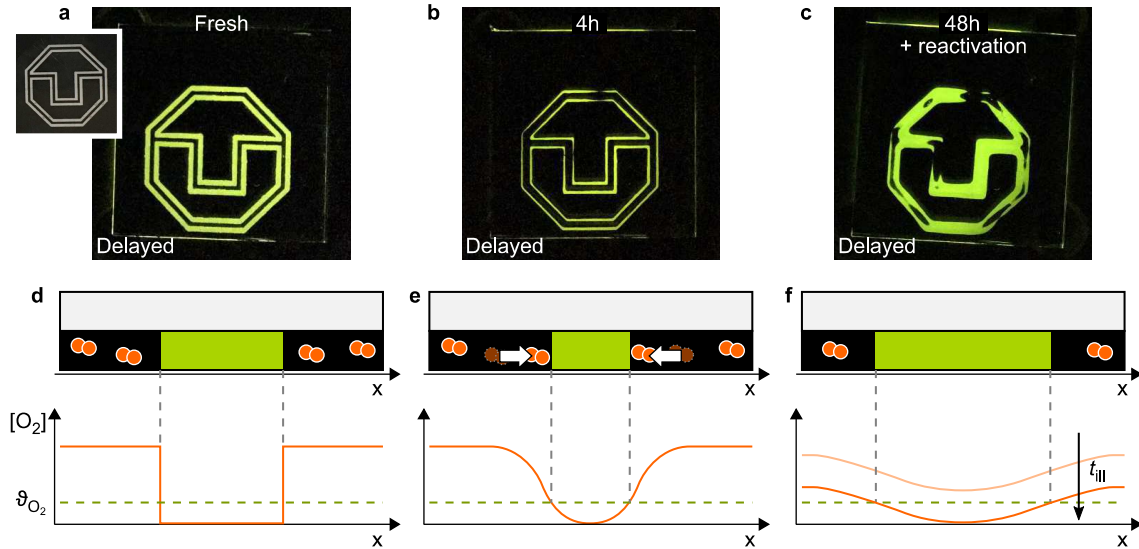 a
Fresh
Delayed
b
4h
Delayed
c
48h
+ reactivation
Delayed
d
x
[O₂]
ϑO₂
x
e
x
x
f
x
till
x